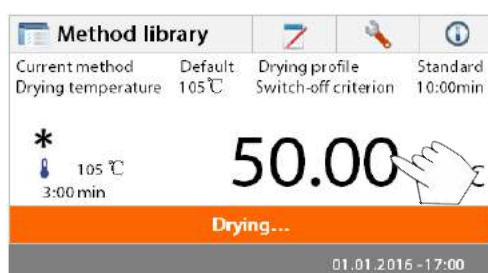 Method library
Current method Default Drying profile Standard
Drying temperature 105℃ Switch-off criterion 10:00min
*
105 ℃
3:00 min
50.00
Drying...
01.01.2016 - 17:00